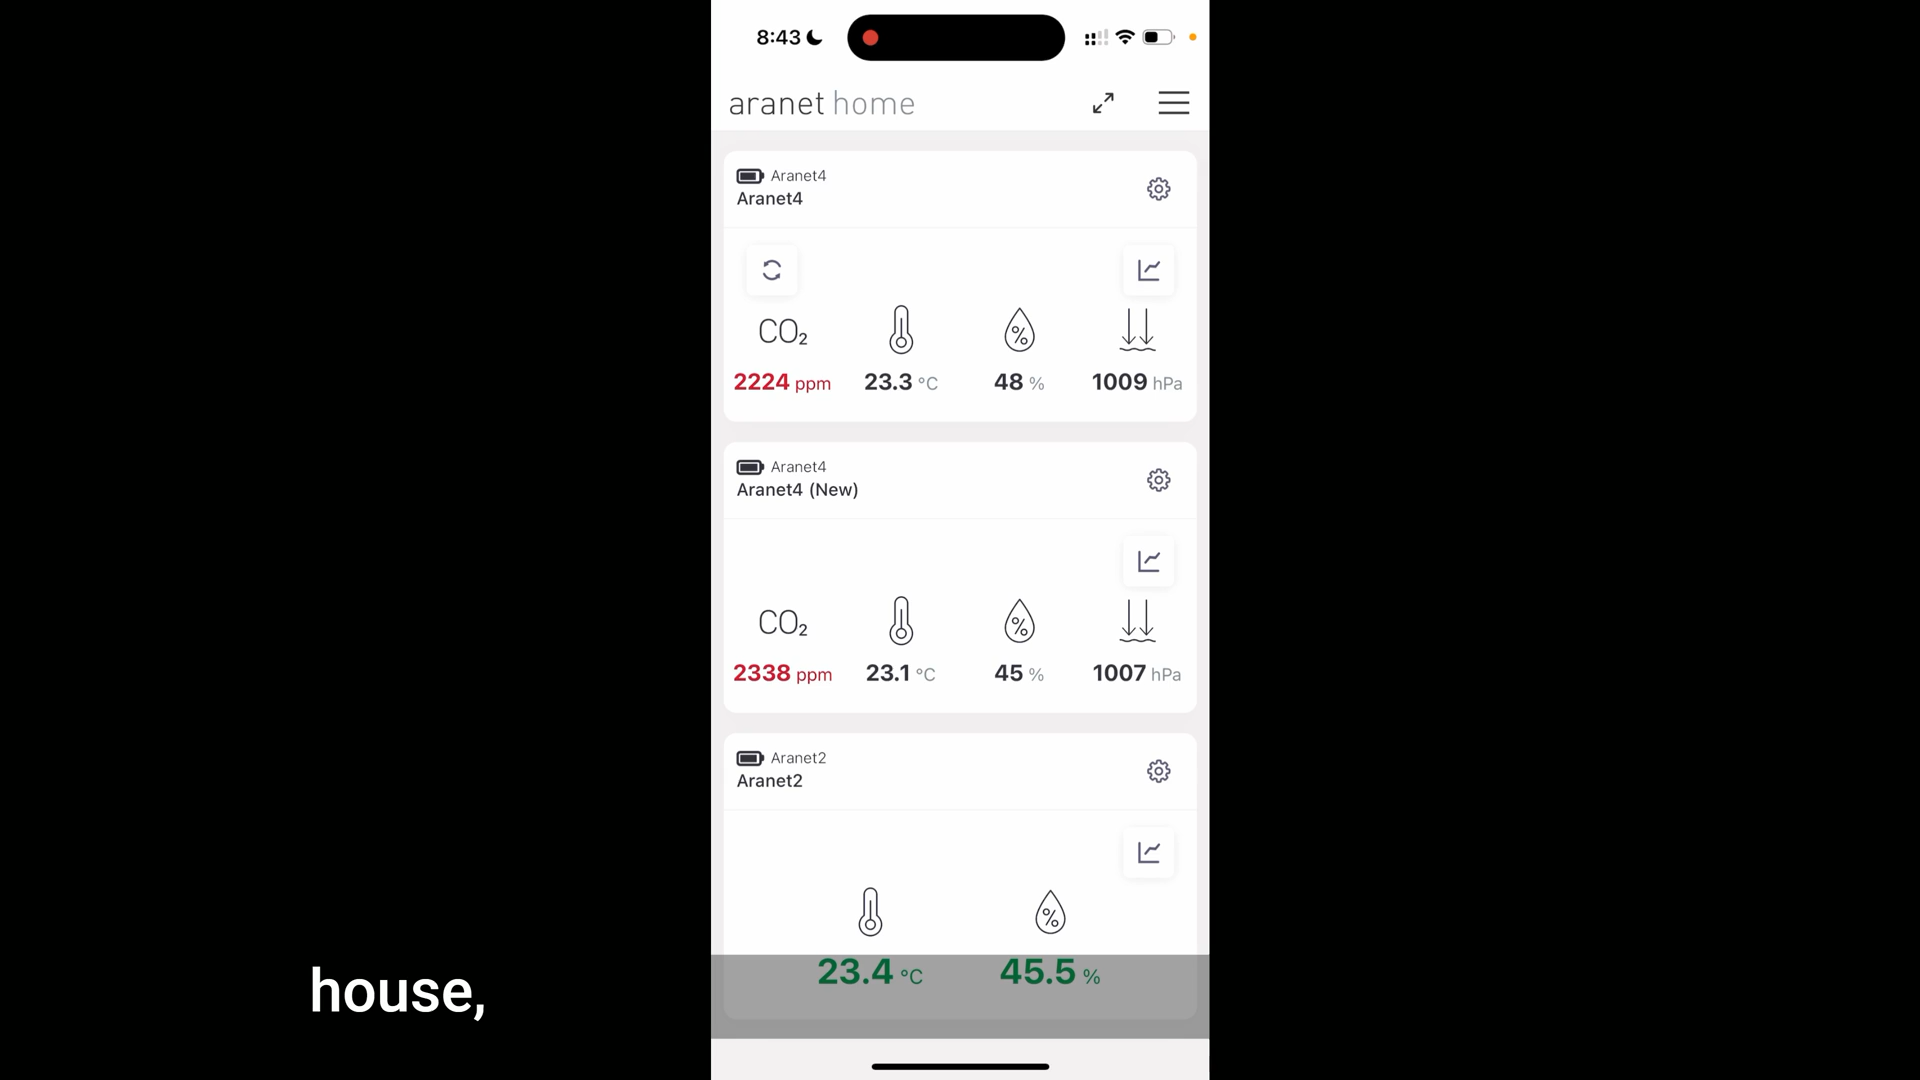 8:43
aranet home
Aranet4
Aranet4
CO₂ % 
2224 ppm 23.3 °C 48 % 1009 hPa
Aranet4
Aranet4 (New)
CO₂ %
2338 ppm 23.1 °C 45 % 1007 hPa
Aranet2
Aranet2
%
23.4 °C 45.5 %
house,